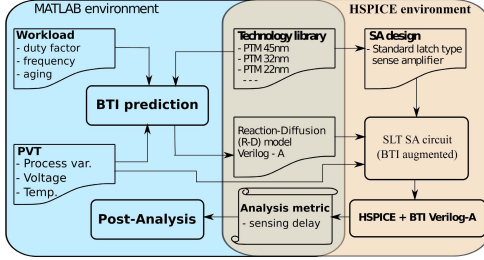 MATLAB environment
HSPICE environment
Workload
- duty factor
- frequency
- aging
Technology library
- PTM 45nm
- PTM 32nm
- PTM 22nm
- - -
SA design
- Standard latch type
sense amplifier
BTI prediction
Reaction-Diffusion
(R-D) model
Verilog - A
SLT SA circuit
(BTI augmented)
PVT
- Process var.
- Voltage
- Temp.
Post-Analysis
Analysis metric
- sensing delay
HSPICE + BTI Verilog-A